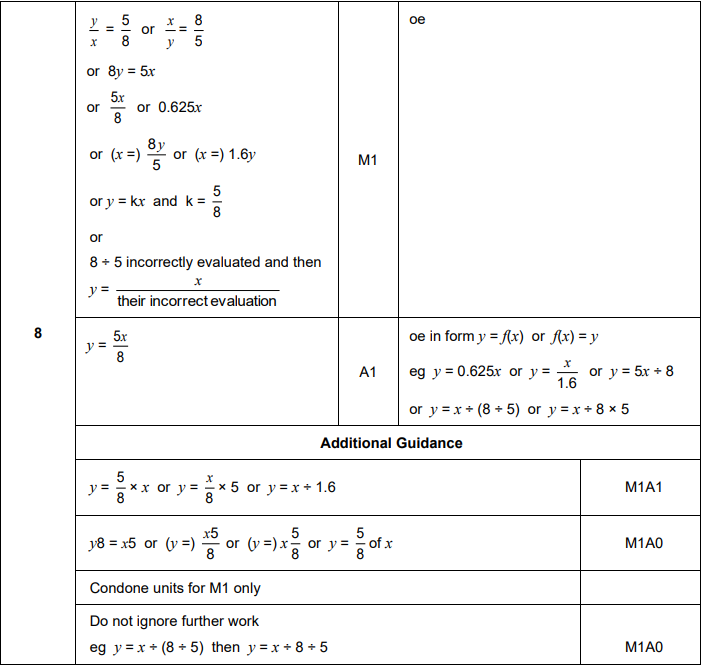 8
y/x = 5/8 or x/y = 8/5
or 8y = 5x
or 5x/8 or 0.625x
or (x =) 8y/5 or (x =) 1.6y
or y = kx and k = 5/8
or
8 ÷ 5 incorrectly evaluated and then
y = x/their incorrect evaluation
M1
oe
y = 5x/8
A1
oe in form y = f(x) or f(x) = y
eg y = 0.625x or y = x/1.6 or y = 5x ÷ 8
or y = x ÷ (8 ÷ 5) or y = x ÷ 8 × 5
Additional Guidance
y = 5/8 × x or y = x/8 × 5 or y = x ÷ 1.6
M1A1
y8 = x5 or (y =) x5/8 or (y =) x 5/8 or y = 5/8 of x
M1A0
Condone units for M1 only
Do not ignore further work
eg y = x ÷ (8 ÷ 5) then y = x ÷ 8 ÷ 5
M1A0